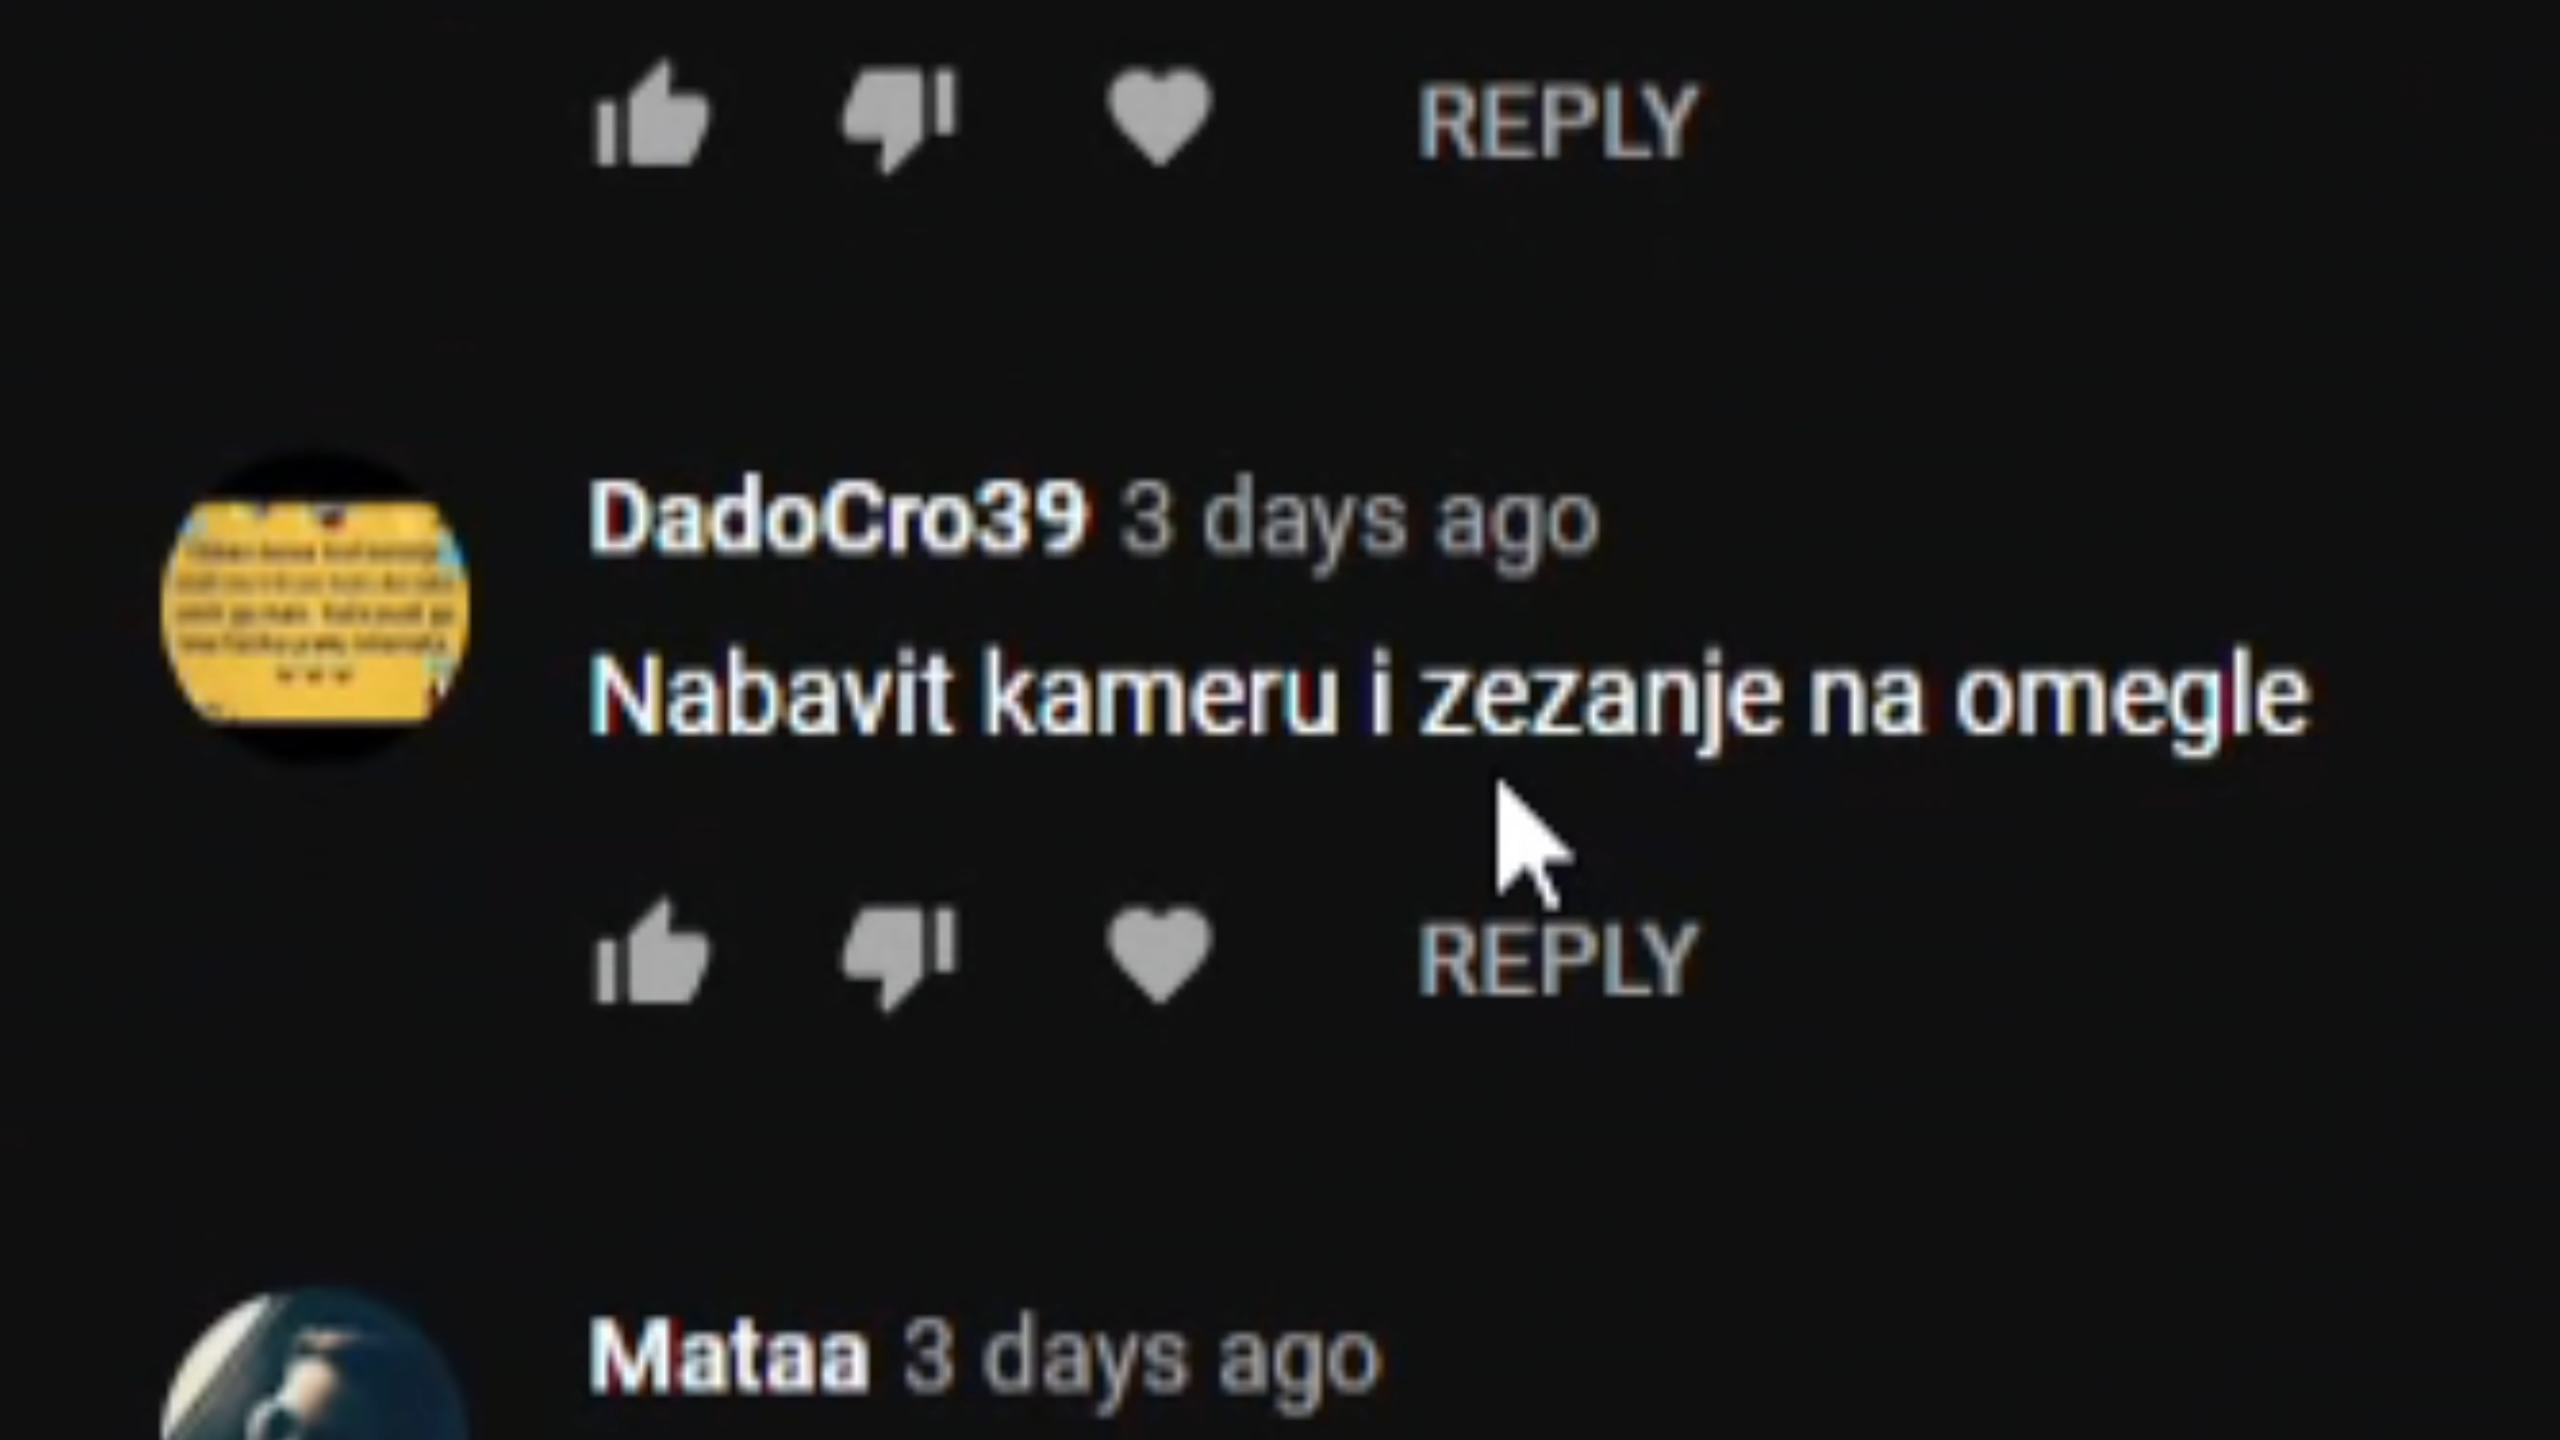 REPLY
DadoCro39 3 days ago
Nabavit kameru i zezanje na omegle
REPLY
Mataa 3 days ago